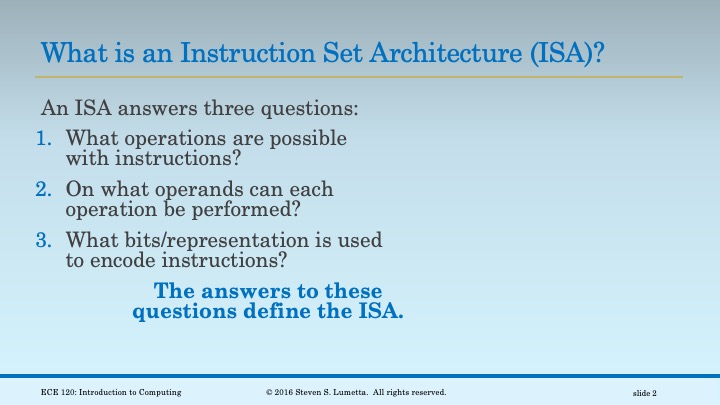 What is an Instruction Set Architecture (ISA)?
An ISA answers three questions:
1. What operations are possible
with instructions?
2. On what operands can each
operation be performed?
3. What bits/representation is used
to encode instructions?
The answers to these
questions define the ISA.
ECE 120: Introduction to Computing
© 2016 Steven S. Lumetta. All rights reserved.
slide 2